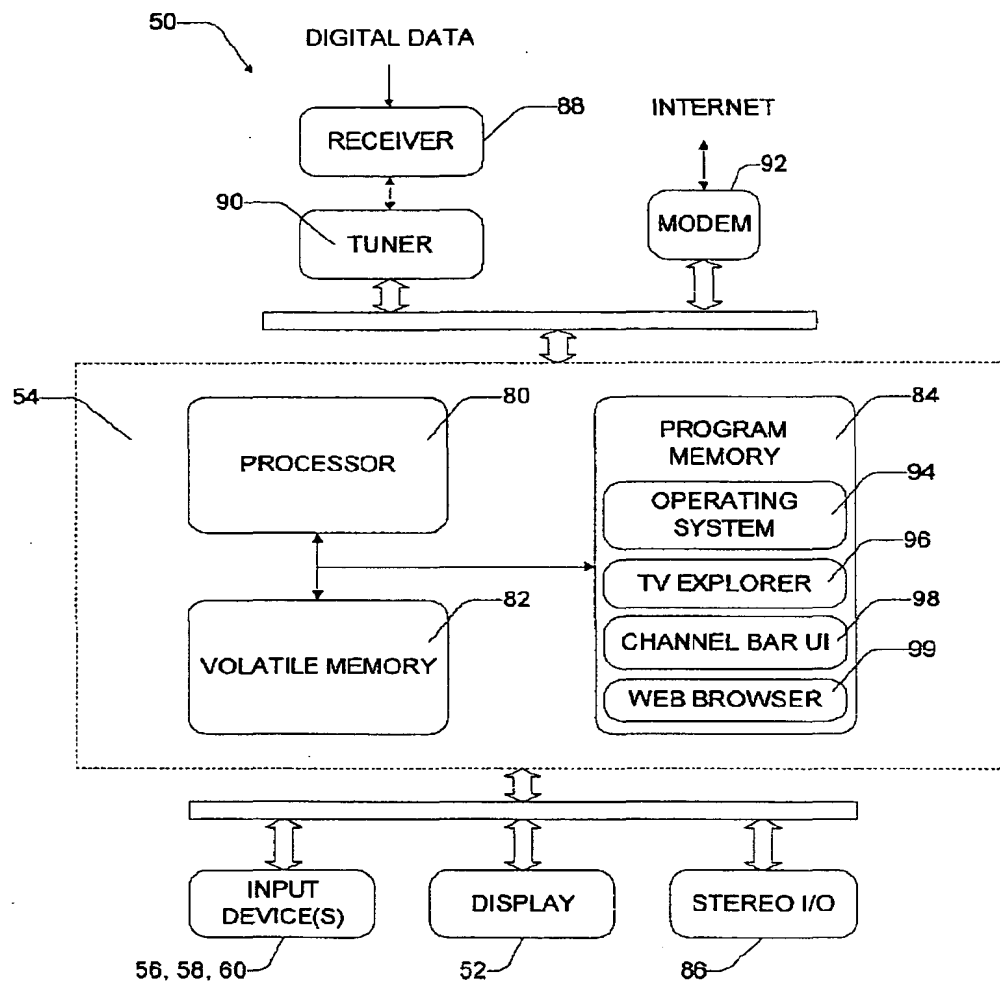 50
DIGITAL DATA
RECEIVER
88
INTERNET
92
90
TUNER
MODEM
54
80
PROCESSOR
84
PROGRAM
MEMORY
94
OPERATING
SYSTEM
96
TV EXPLORER
82
VOLATILE MEMORY
98
CHANNEL BAR UI
99
WEB BROWSER
INPUT
DEVICE(S)
DISPLAY
STEREO I/O
56, 58, 60
52
86